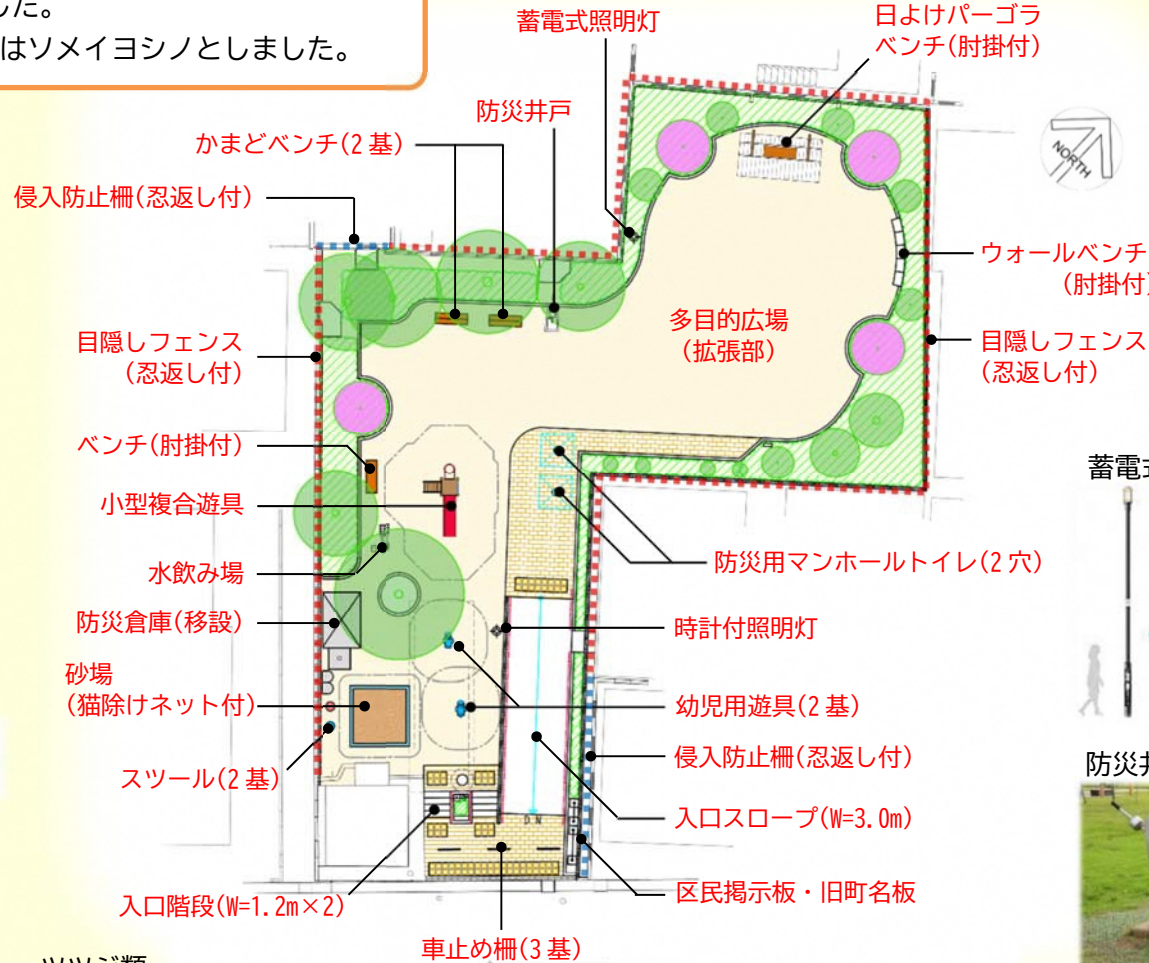 した。
はソメイヨシノとしました。
蓄電式照明灯
日よけパーゴラ
ベンチ(肘掛付)
防災井戸
かまどベンチ(2基)
侵入防止柵(忍返し付)
NORTH
ウォールベンチ
(肘掛付)
多目的広場
(拡張部)
目隠しフェンス
(忍返し付)
目隠しフェンス
(忍返し付)
ベンチ(肘掛付)
蓄電式
小型複合遊具
水飲み場
防災用マンホールトイレ(2穴)
防災倉庫(移設)
時計付照明灯
砂場
(猫除けネット付)
幼児用遊具(2基)
侵入防止柵(忍返し付)
防災井
スツール(2基)
入口スロープ(W=3.0m)
DN
入口階段(W=1.2m×2)
区民掲示板・旧町名板
車止め柵(3基)
ツツジ類